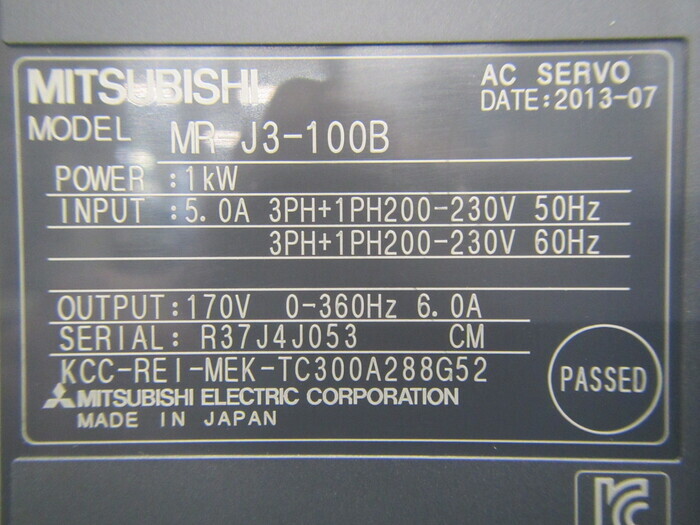 MITSUBISHI
AC SERVO
DATE:2013-07
MODEL MR-J3-100B
POWER :1kW
INPUT :5.0A 3PH+1PH200-230V 50Hz
3PH+1PH200-230V 60Hz
OUTPUT:170V 0-360Hz 6.0A
SERIAL: R37J4J053 CM
KCC-REI-MEK-TC300A288G52
MITSUBISHI ELECTRIC CORPORATION
MADE IN JAPAN
PASSED